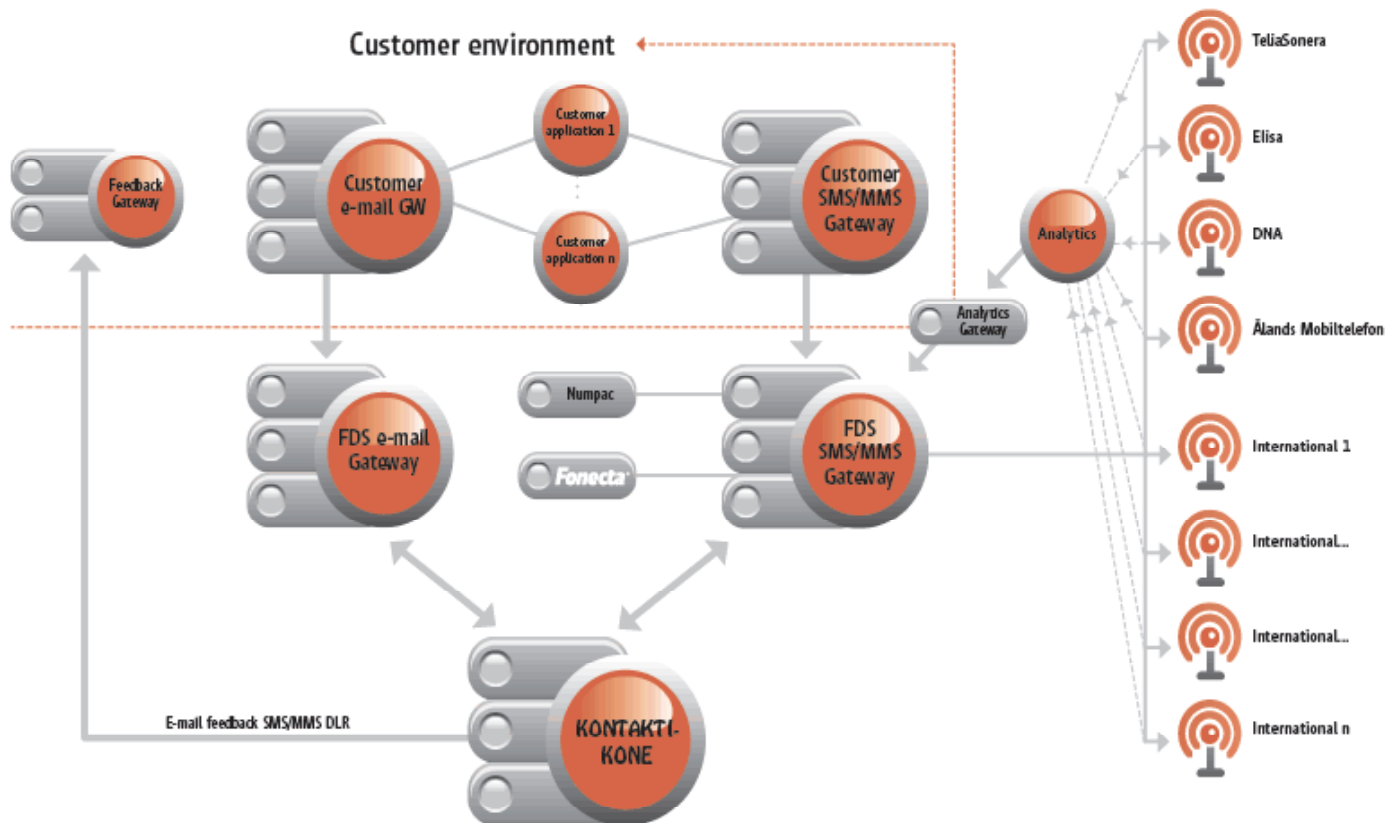 Customer environment
TeliaSonera
Customer
application 1
Elisa
Feedback
Gateway
Customer
e-mail GW
Customer
SMS/MMS
Gateway
Customer
application n
Analytics
DNA
Analytics
Gateway
Ålands Mobiltelefon
Numpac
FDS e-mail
Gateway
FDS
SMS/MMS
Gateway
Fonecta
International 1
International...
International...
E-mail feedback SMS/MMS DLR
KONTAKTI-
KONE
International n